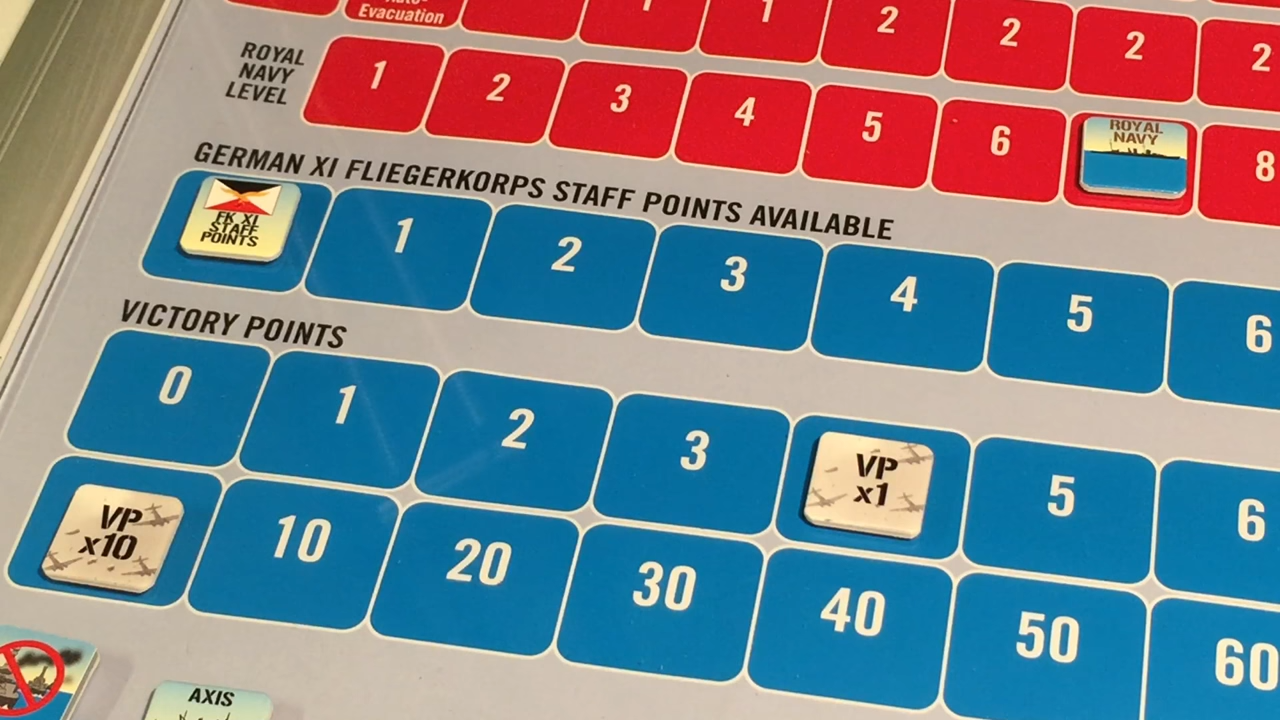 Auto-
Evacuation
1 1 2 2 2 2
ROYAL
NAVY
LEVEL
1 2 3 4 5 6
ROYAL
NAVY
8
GERMAN XI FLIEGERKORPS STAFF POINTS AVAILABLE
FK XI
STAFF
POINTS
1 2 3 4 5 6
VICTORY POINTS
0 1 2 3
VP
x1
5 6
VP
x10
10 20 30 40 50 60
AXIS